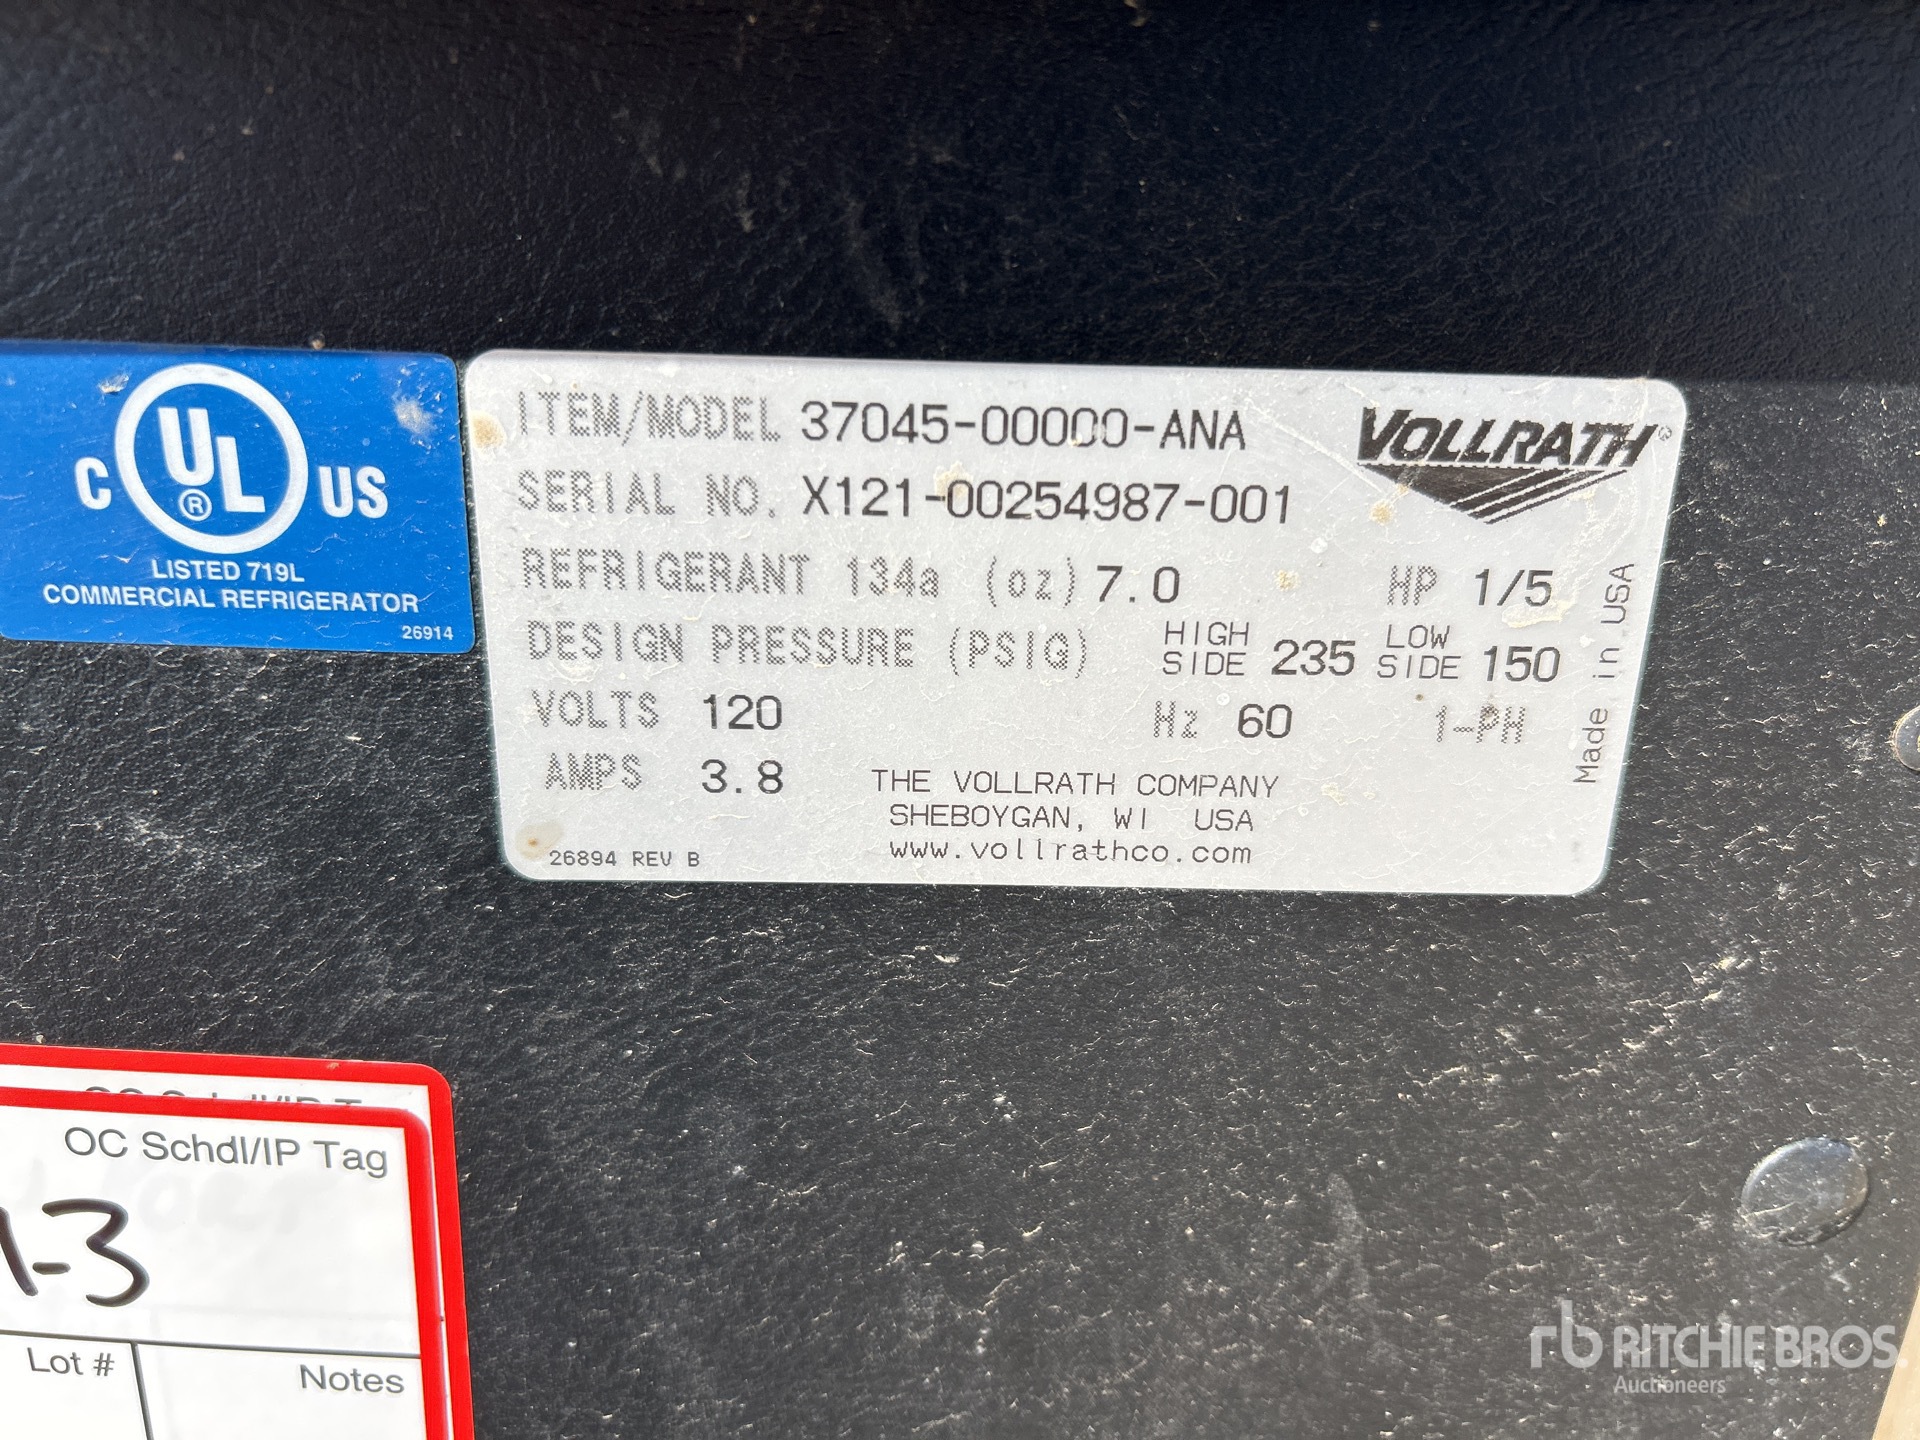 C UL ® US
LISTED 719L
COMMERCIAL REFRIGERATOR
26914
ITEM/MODEL 37045-00000-ANA
VOLLRATH®
SERIAL NO. X121-00254987-001
REFRIGERANT 134a (oz) 7.0 HP 1/5
DESIGN PRESSURE (PSIG) HIGH SIDE 235 LOW SIDE 150
VOLTS 120 Hz 60 1-PH
AMPS 3.8
THE VOLLRATH COMPANY
SHEBOYGAN, WI USA
www.vollrathco.com
26894 REV B
Made in USA
OC Schdl/IP Tag
1-3
Lot #
Notes
rb RITCHIE BROS.
Auctioneers